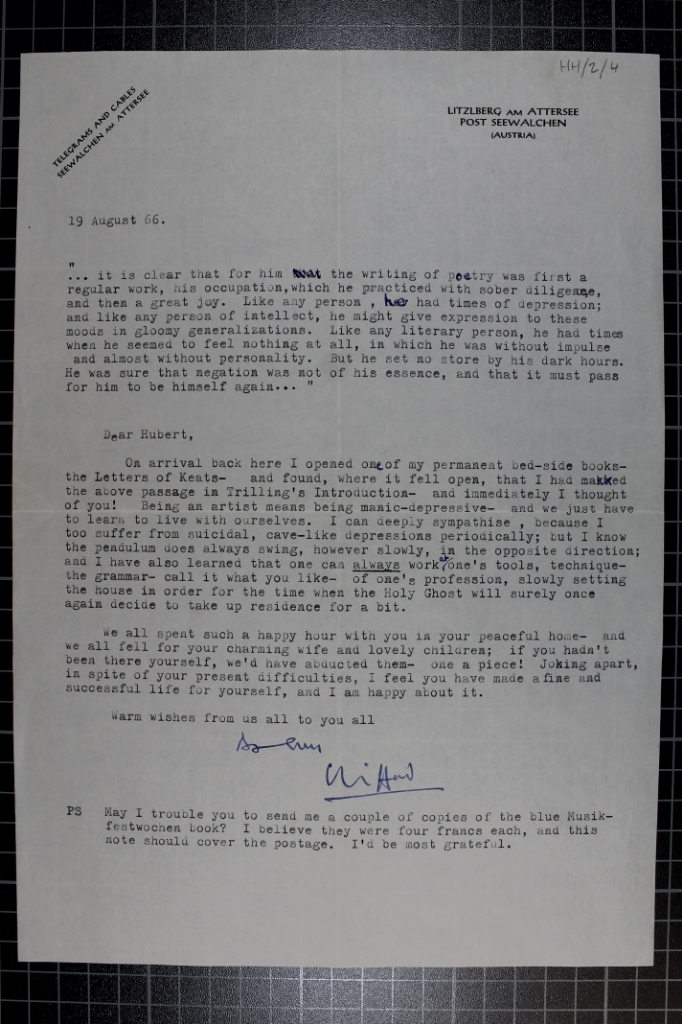 HH/2/4
TELEGRAMS AND CABLES
SEEWALCHEN AM ATTERSEE
LITZLBERG AM ATTERSEE
POST SEEWALCHEN
(AUSTRIA)
19 August 66.
"
... it is clear that for him the writing of poetry was first a
regular work, his occupation,which he practiced with sober diligence,
and then a great joy. Like any person , he had times of depression;
and like any person of intellect, he might give expression to these
moods in gloomy generalizations. Like any literary person, he had times
when he seemed to feel nothing at all, in which he was without impulse
and almost without personality. But he set no store by his dark hours.
He was sure that negation was not of his essence, and that it must pass
for him to be himself again... "
Dear Hubert,
On arrival back here I opened one of my permanent bed-side books-
the Letters of Keats- and found, where it fell open, that I had marked
the above passage in Trilling's Introduction- and immediately I thought
of you! Being an artist means being manic-depressive- and we just have
to learn to live with ourselves. I can deeply sympathise , because I
too suffer from suicidal, cave-like depressions periodically; but I know
the pendulum does always swing, however slowly, in the opposite direction;
and I have also learned that one can always work at one's tools, technique-
the grammar- call it what you like- of one's profession, slowly setting
the house in order for the time when the Holy Ghost will surely once
again decide to take up residence for a bit.
We all spent such a happy hour with you in your peaceful home- and
we all fell for your charming wife and lovely children; if you hadn't
been there yourself, we'd have abducted them- one a piece! Joking apart,
in spite of your present difficulties, I feel you have made a fine and
successful life for yourself, and I am happy about it.
Warm wishes from us all to you all
As ever
Clifford
PS May I trouble you to send me a couple of copies of the blue Musik-
festwochen book? I believe they were four francs each, and this
note should cover the postage. I'd be most grateful.